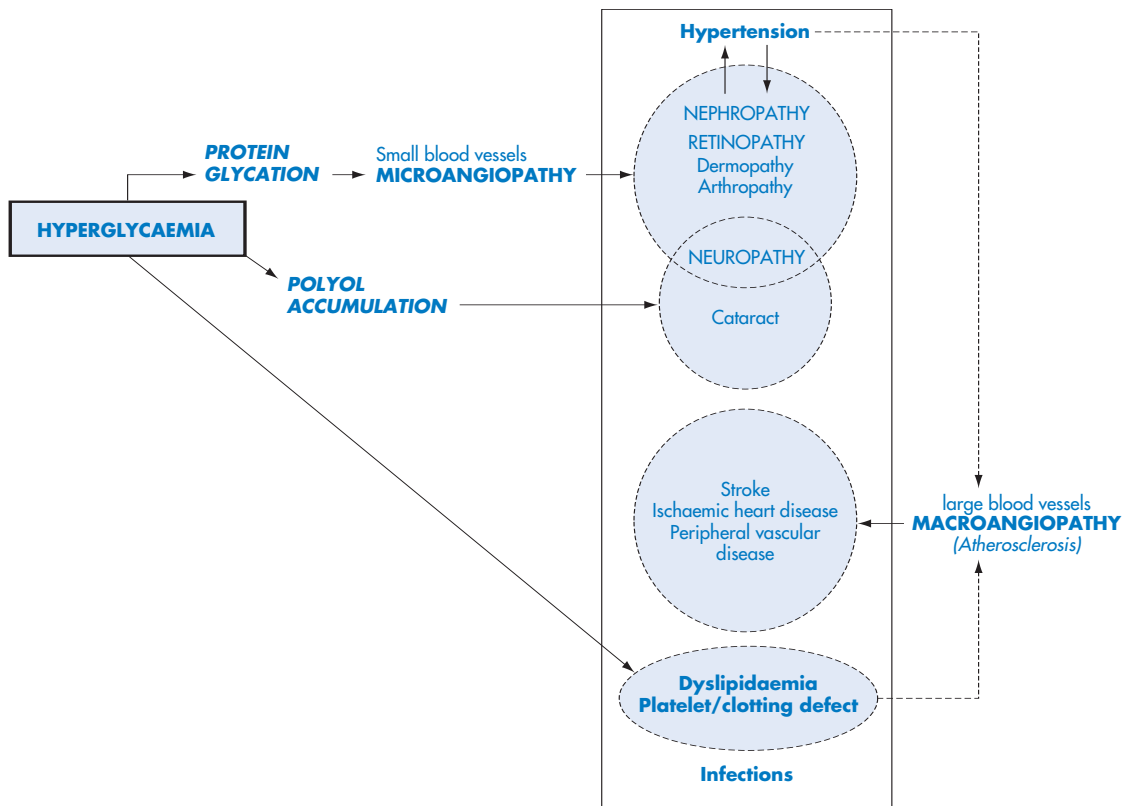 Hypertension
NEPHROPATHY
RETINOPATHY
Dermopathy
Arthropathy
PROTEIN
GLYCATION
Small blood vessels
MICROANGIOPATHY
HYPERGLYCAEMIA
NEUROPATHY
POLYOL
ACCUMULATION
Cataract
Stroke
Ischaemic heart disease
Peripheral vascular
disease
large blood vessels
MACROANGIOPATHY
(Atherosclerosis)
Dyslipidaemia
Platelet/clotting defect
Infections